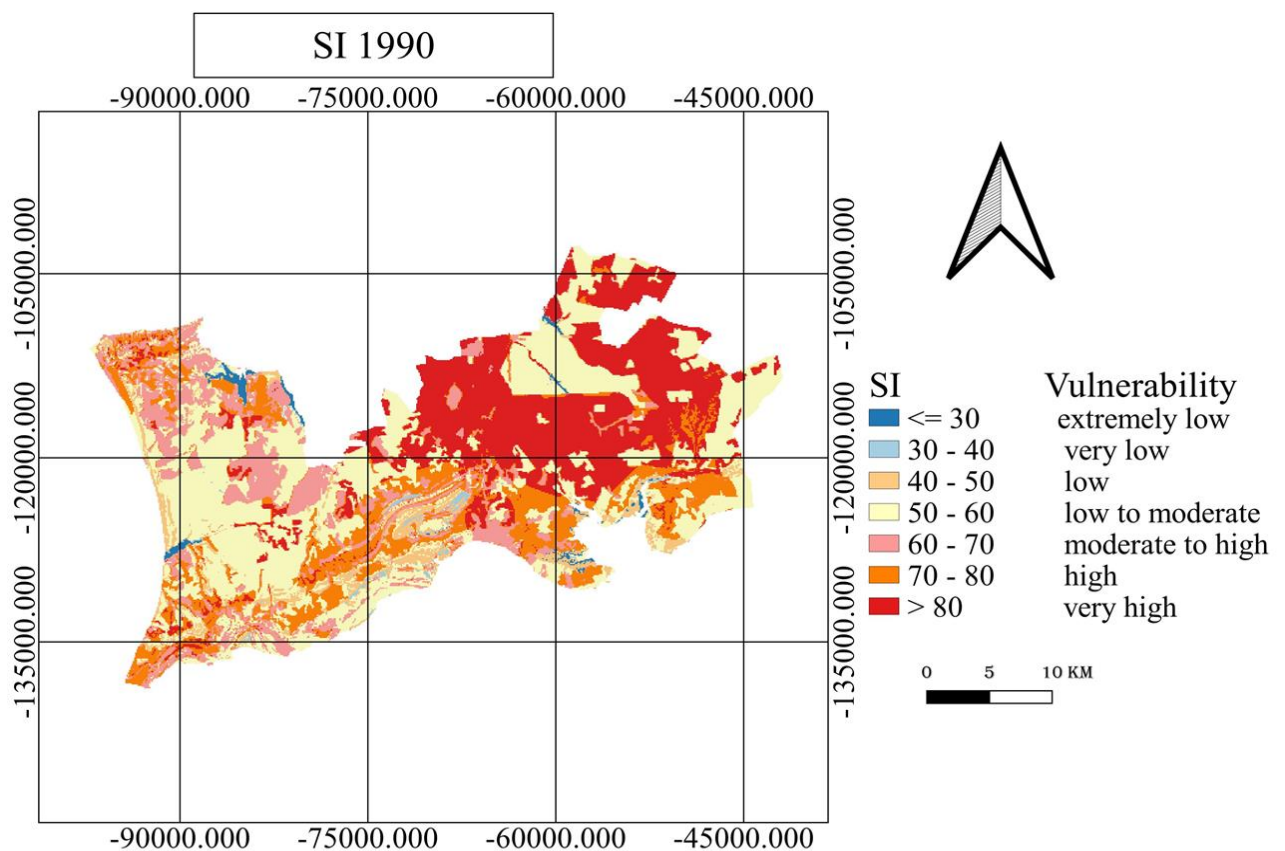 SI 1990
-90000.000 -75000.000 -60000.000 -45000.000
-105000.000
-120000.000
-135000.000
-105000.000
-120000.000
-135000.000
-90000.000 -75000.000 -60000.000 -45000.000
SI Vulnerability
<= 30 extremely low
30 - 40 very low
40 - 50 low
50 - 60 low to moderate
60 - 70 moderate to high
70 - 80 high
> 80 very high
0 5 10 KM